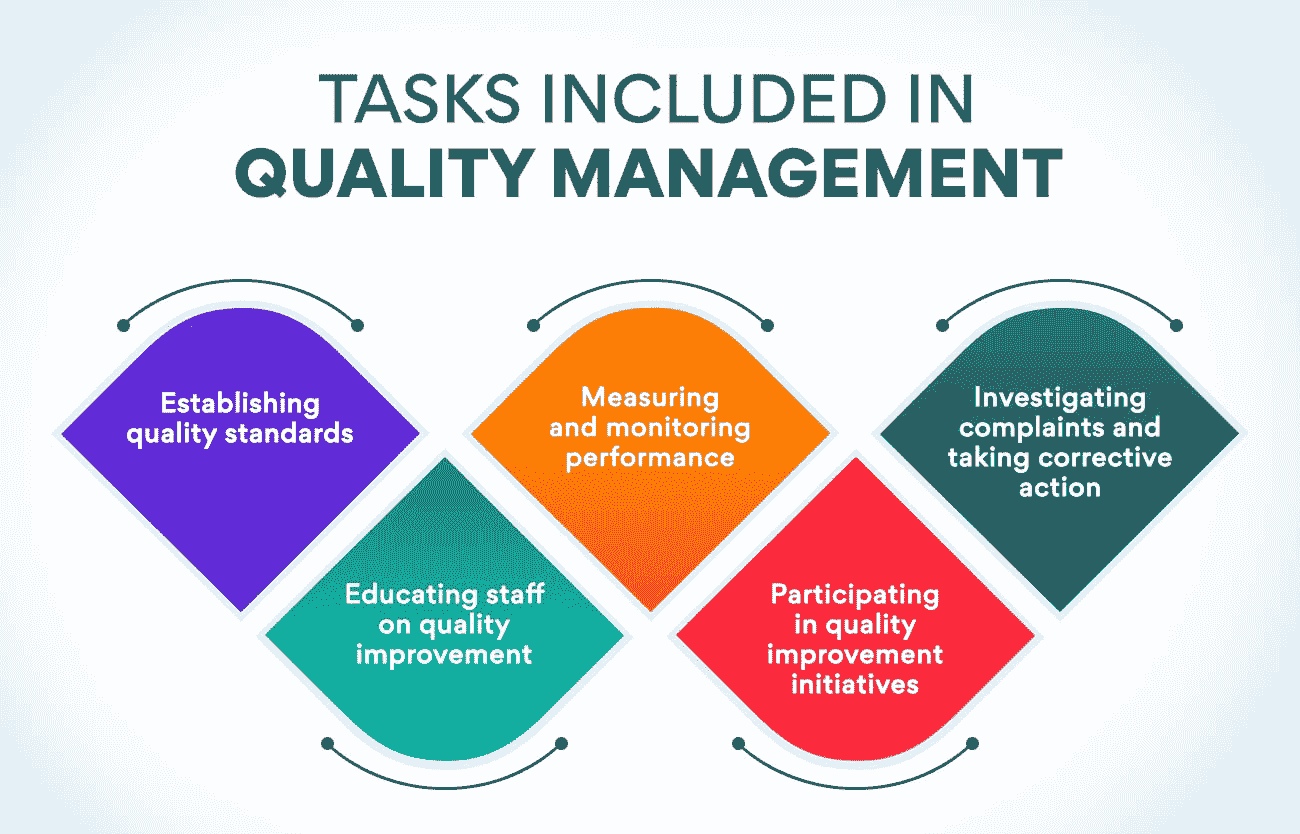 TASKS INCLUDED IN
QUALITY MANAGEMENT
Establishing
quality standards
Educating staff
on quality
improvement
Measuring
and monitoring
performance
Participating
in quality
improvement
initiatives
Investigating
complaints and
taking corrective
action